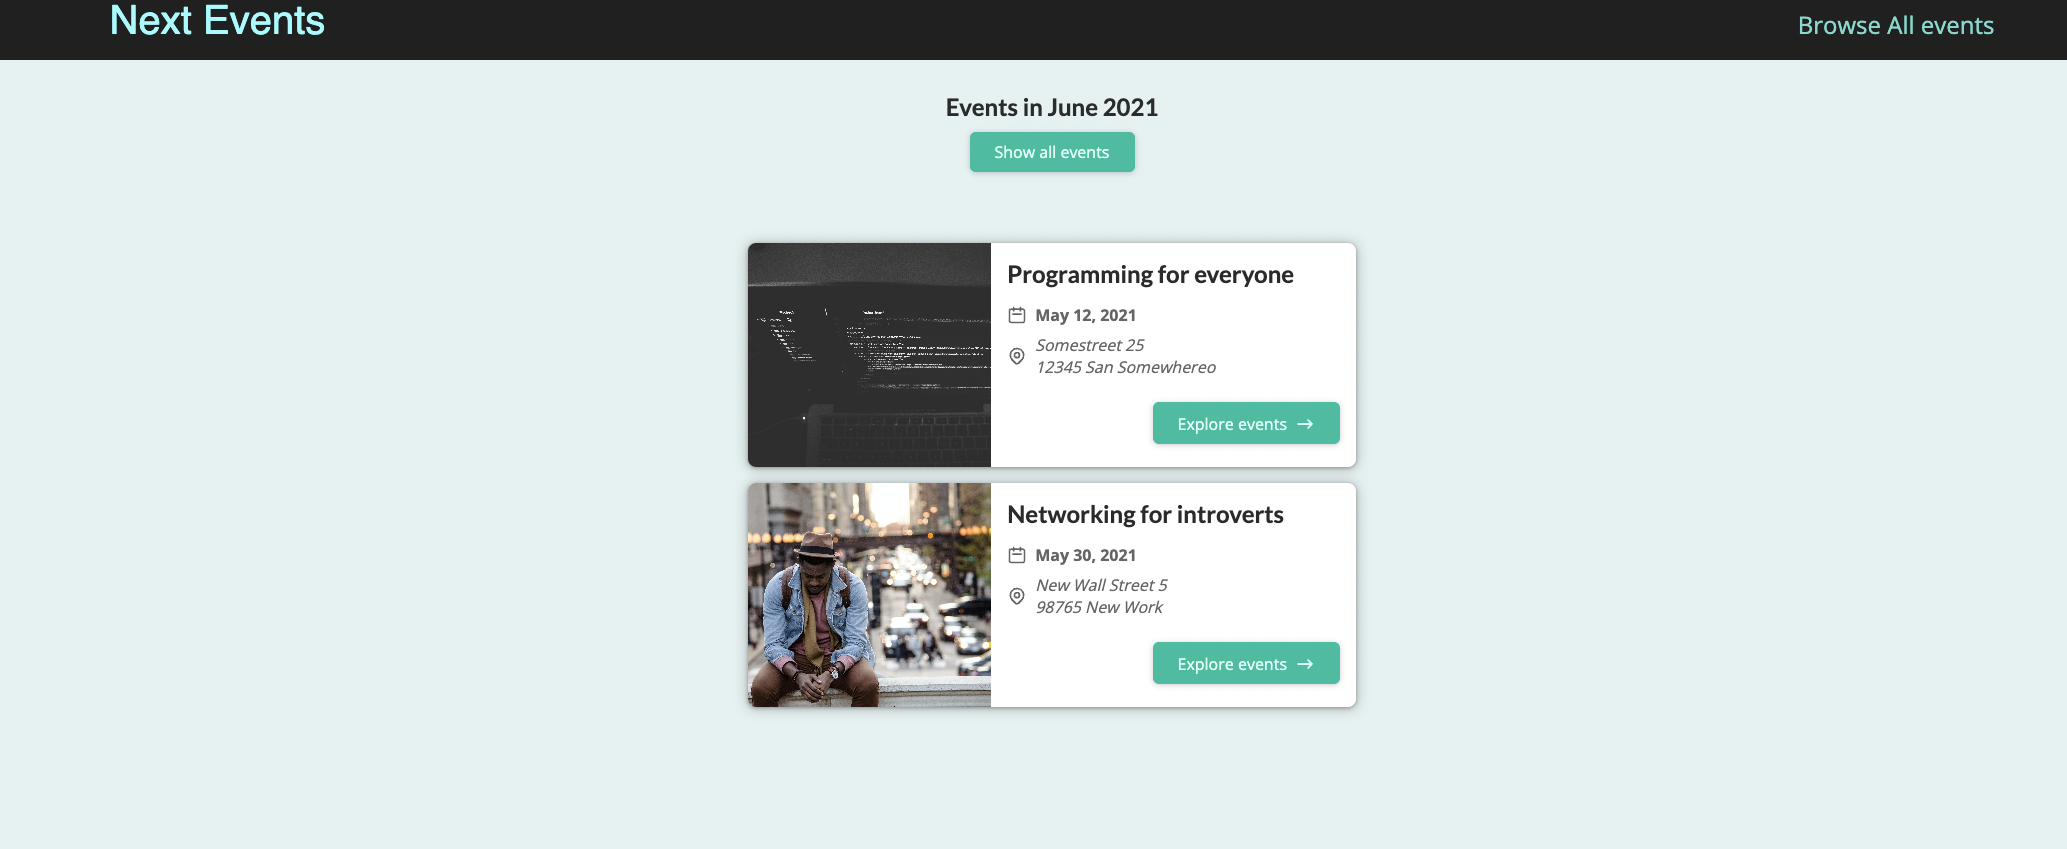 Next Events
Browse All events
Events in June 2021
Show all events
Programming for everyone
May 12, 2021
Somestreet 25
12345 San Somewhereo
Explore events →
Networking for introverts
May 30, 2021
New Wall Street 5
98765 New Work
Explore events →